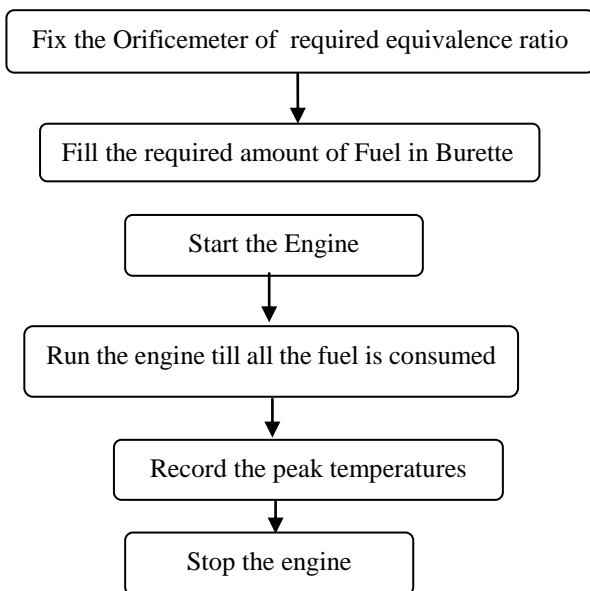 Fix the Orificemeter of required equivalence ratio
Fill the required amount of Fuel in Burette
Start the Engine
Run the engine till all the fuel is consumed
Record the peak temperatures
Stop the engine